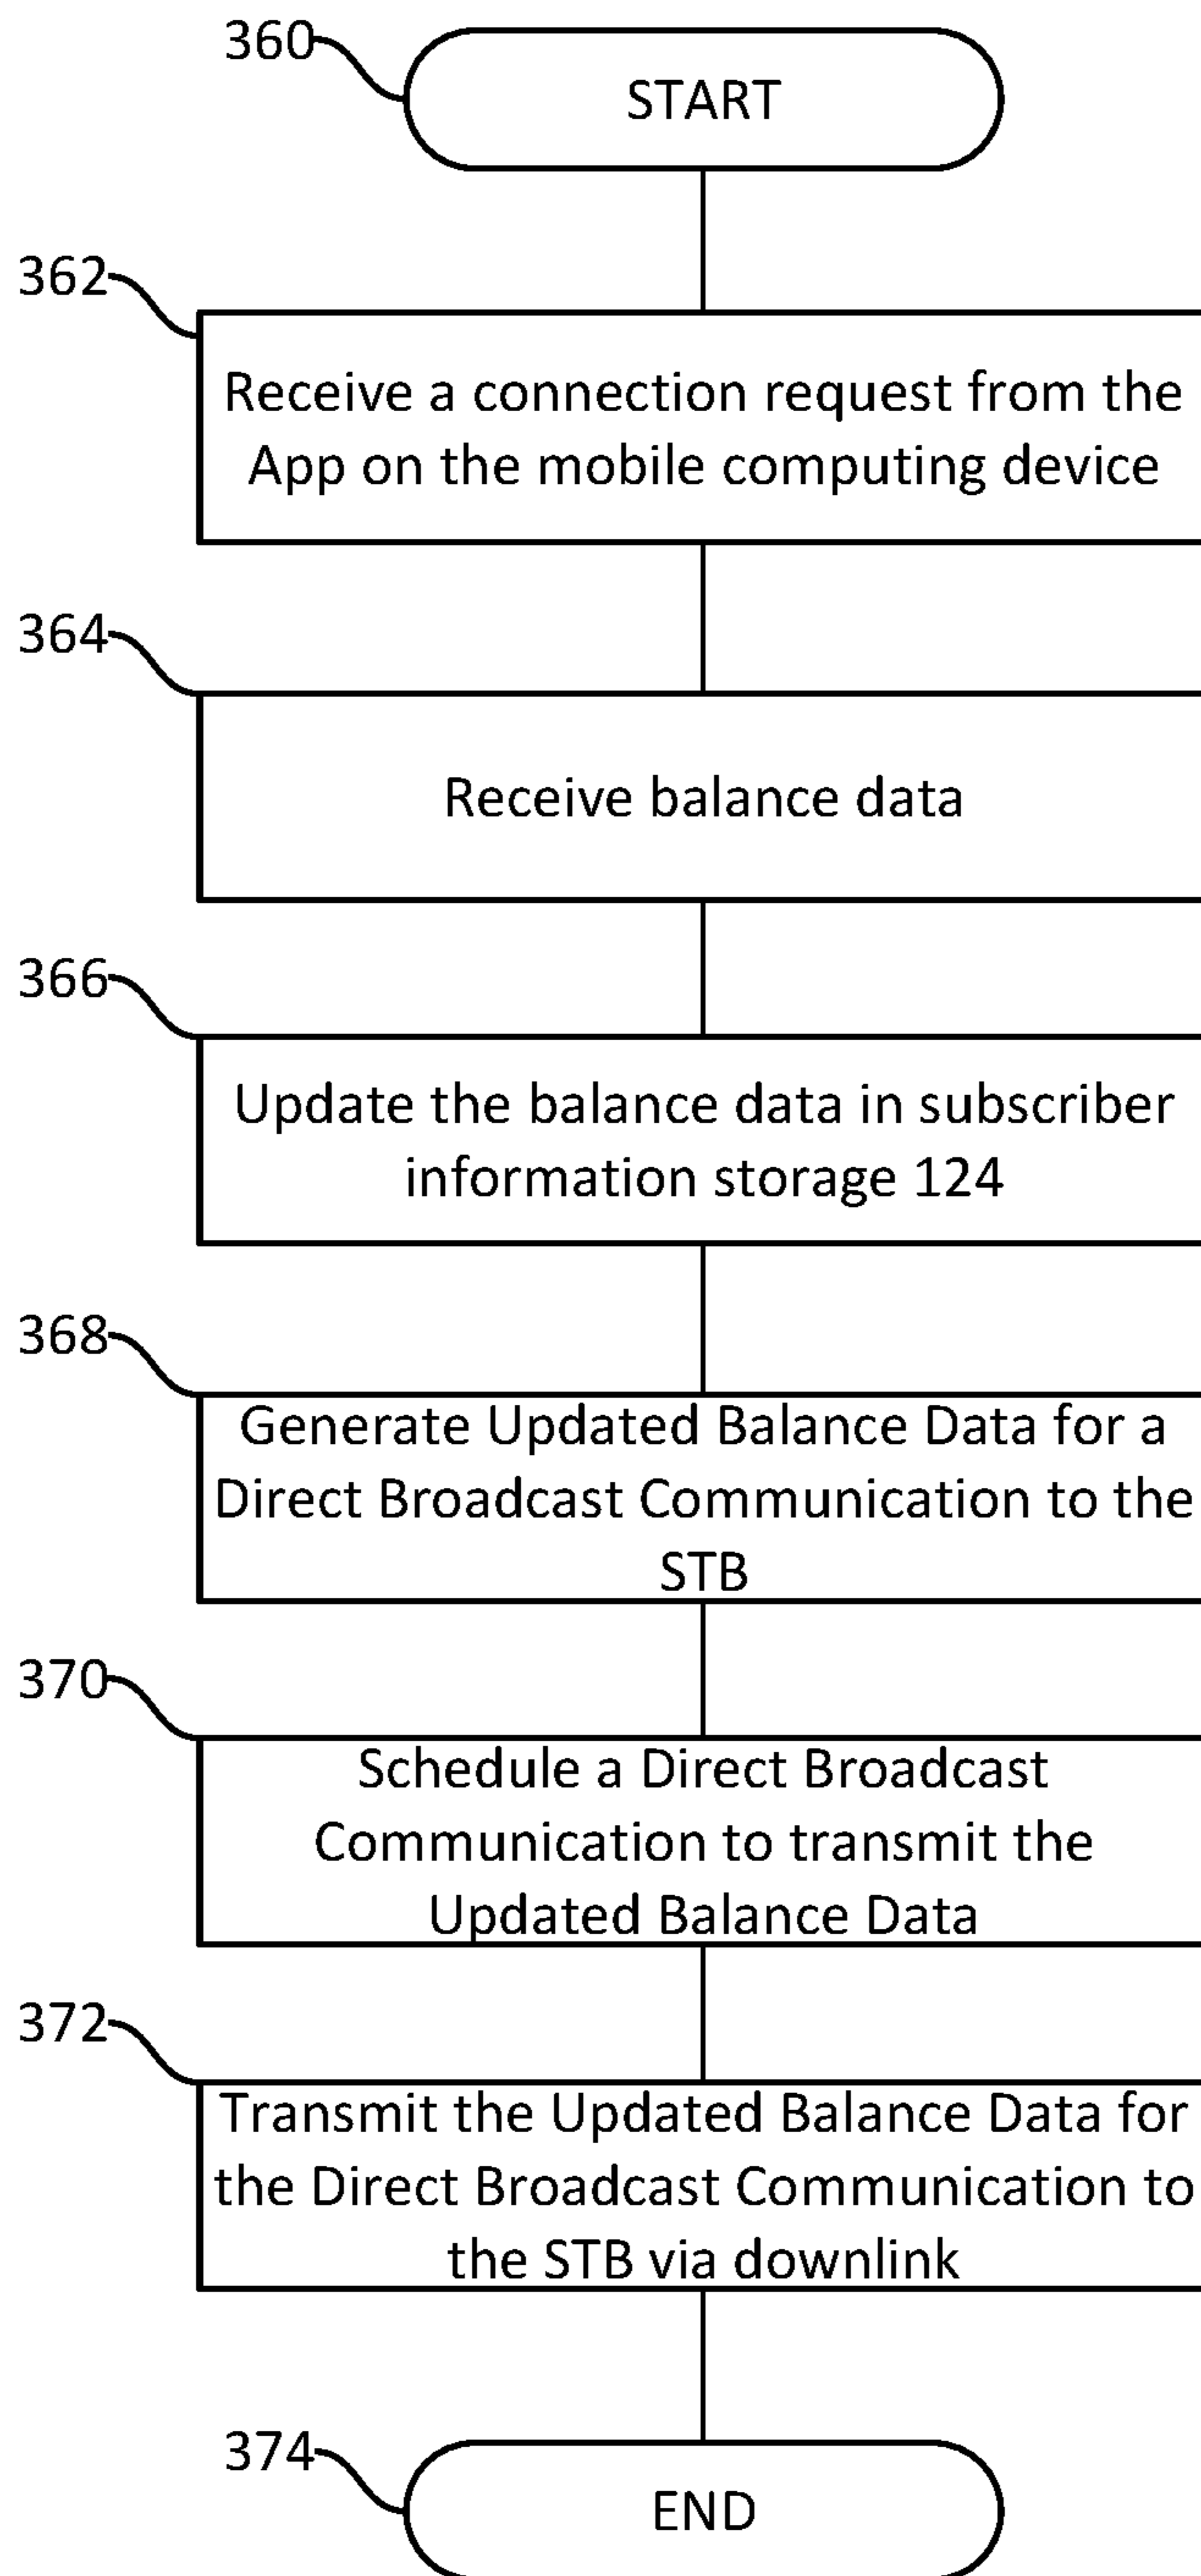 360
START
362
Receive a connection request from the
App on the mobile computing device
364
Receive balance data
366
Update the balance data in subscriber
information storage 124
368
Generate Updated Balance Data for a
Direct Broadcast Communication to the
STB
370
Schedule a Direct Broadcast
Communication to transmit the
Updated Balance Data
372
Transmit the Updated Balance Data for
the Direct Broadcast Communication to
the STB via downlink
374
END